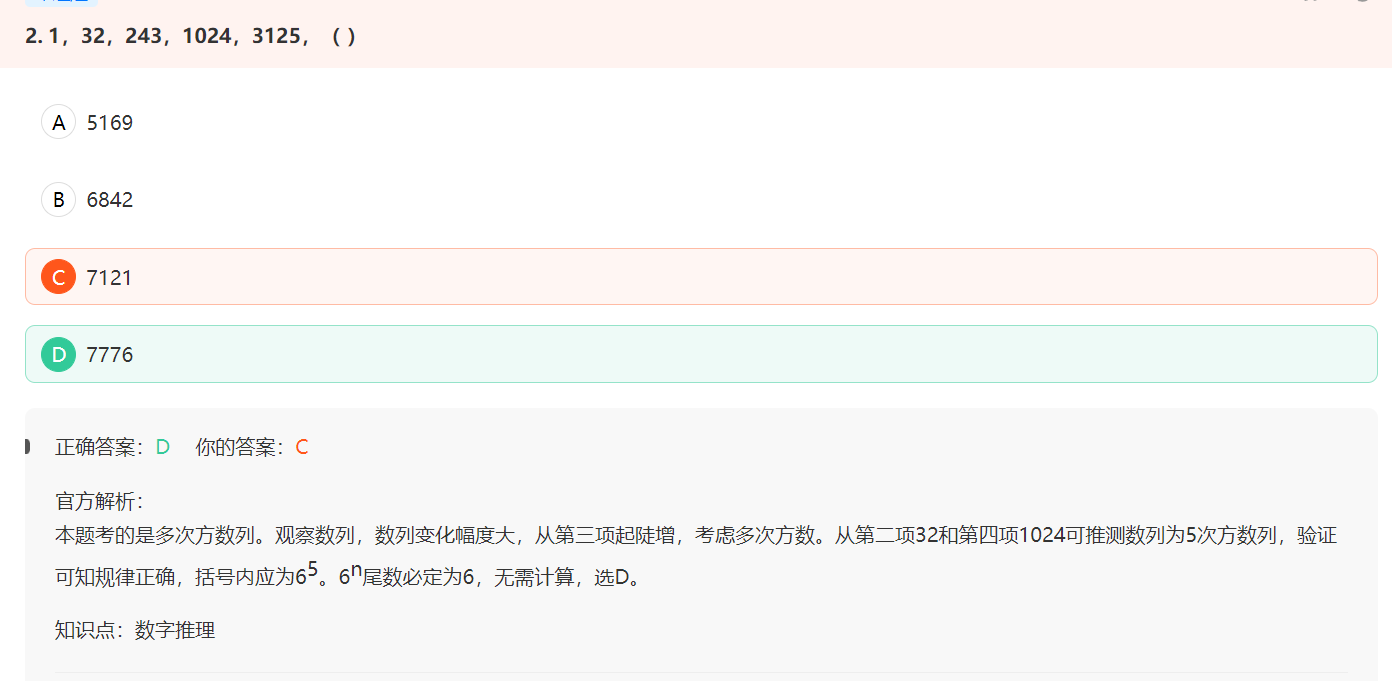 2. 1，32，243，1024，3125，（ ）
A 5169
B 6842
C 7121
D 7776
正确答案：D 你的答案：C
官方解析：
本题考的是多次方数列。观察数列，数列变化幅度大，从第三项起陡增，考虑多次方数。从第二项32和第四项1024可推测数列为5次方数列，验证
可知规律正确，括号内应为6⁵。6ⁿ尾数必定为6，无需计算，选D。
知识点：数字推理